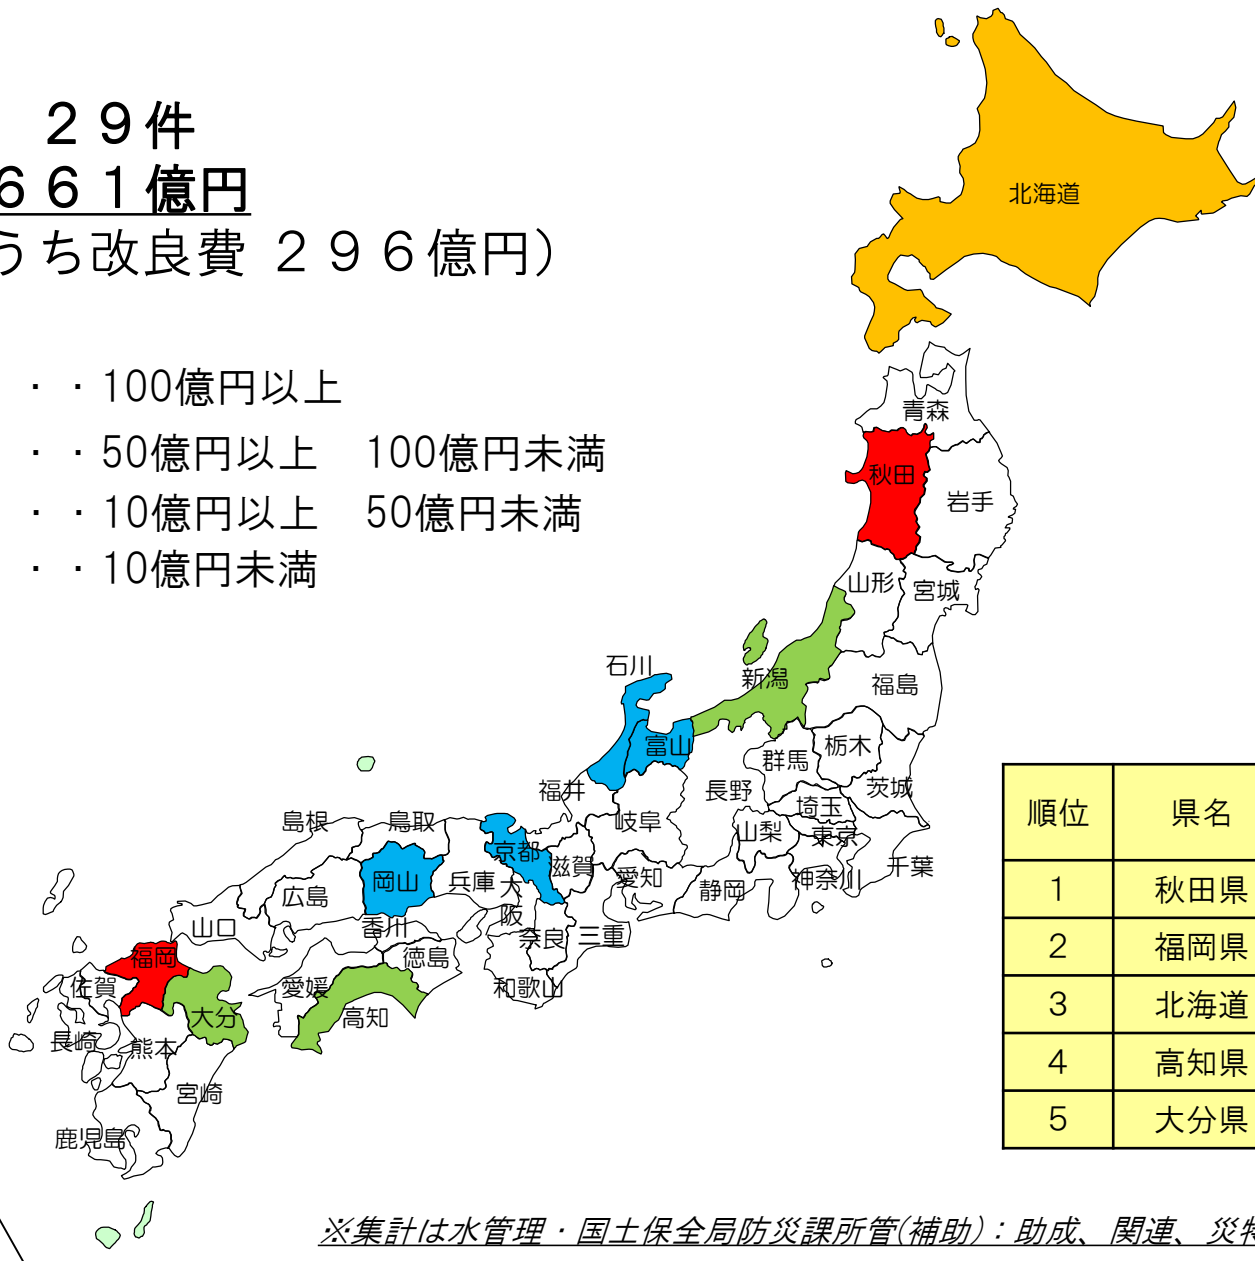 ２９件
６６１億円
うち改良費 ２９６億円）
・・100億円以上
・・50億円以上　100億円未満
・・10億円以上　50億円未満
・・10億円未満
北海道
青森
秋田
岩手
山形
宮城
石川
新潟
福島
富山
群馬
栃木
福井
長野
茨城
埼玉
島根
鳥取
岐阜
山梨
東京
京都
滋賀
千葉
岡山
兵庫
大阪
愛知
静岡
神奈川
広島
山口
香川
奈良
三重
福岡
徳島
佐賀
愛媛
和歌山
大分
高知
長崎
熊本
宮崎
鹿児島
順位　県名
1　秋田県
2　福岡県
3　北海道
4　高知県
5　大分県
※集計は水管理・国土保全局防災課所管(補助)：助成、関連、災特